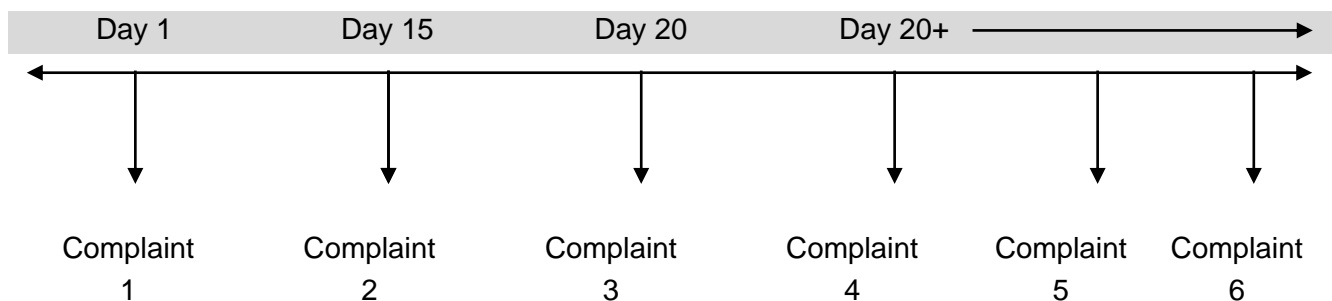 Day 1 Day 15 Day 20 Day 20+
Complaint Complaint Complaint Complaint Complaint Complaint
1 2 3 4 5 6